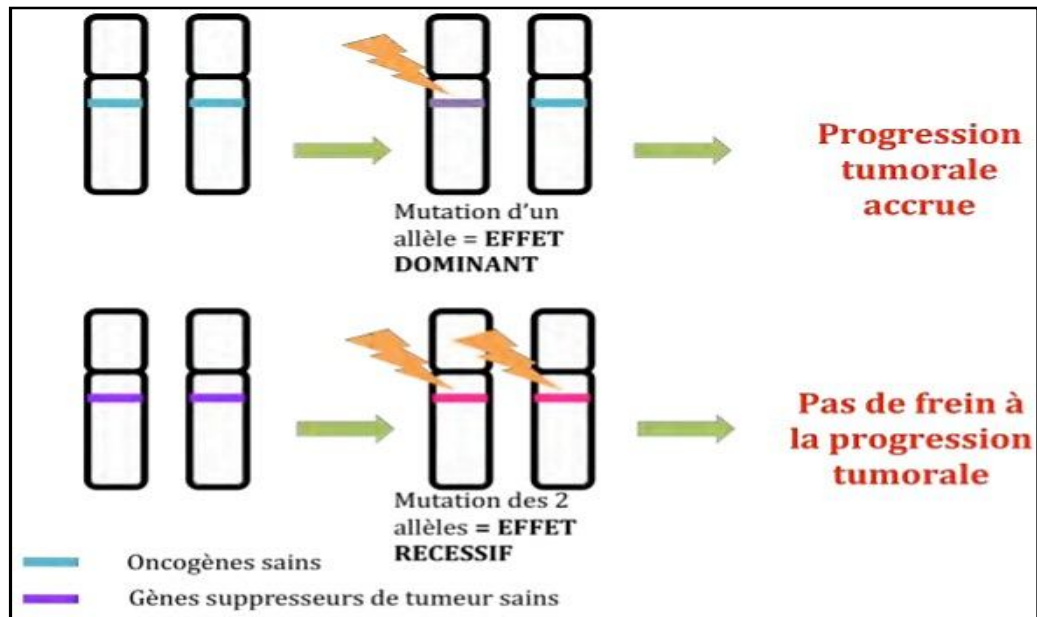 Progression
tumorale
accrue
Mutation d'un
allèle = EFFET
DOMINANT
Pas de frein à
la progression
tumorale
Mutation des 2
allèles = EFFET
RECESSIF
Oncogènes sains
Gènes suppresseurs de tumeur sains